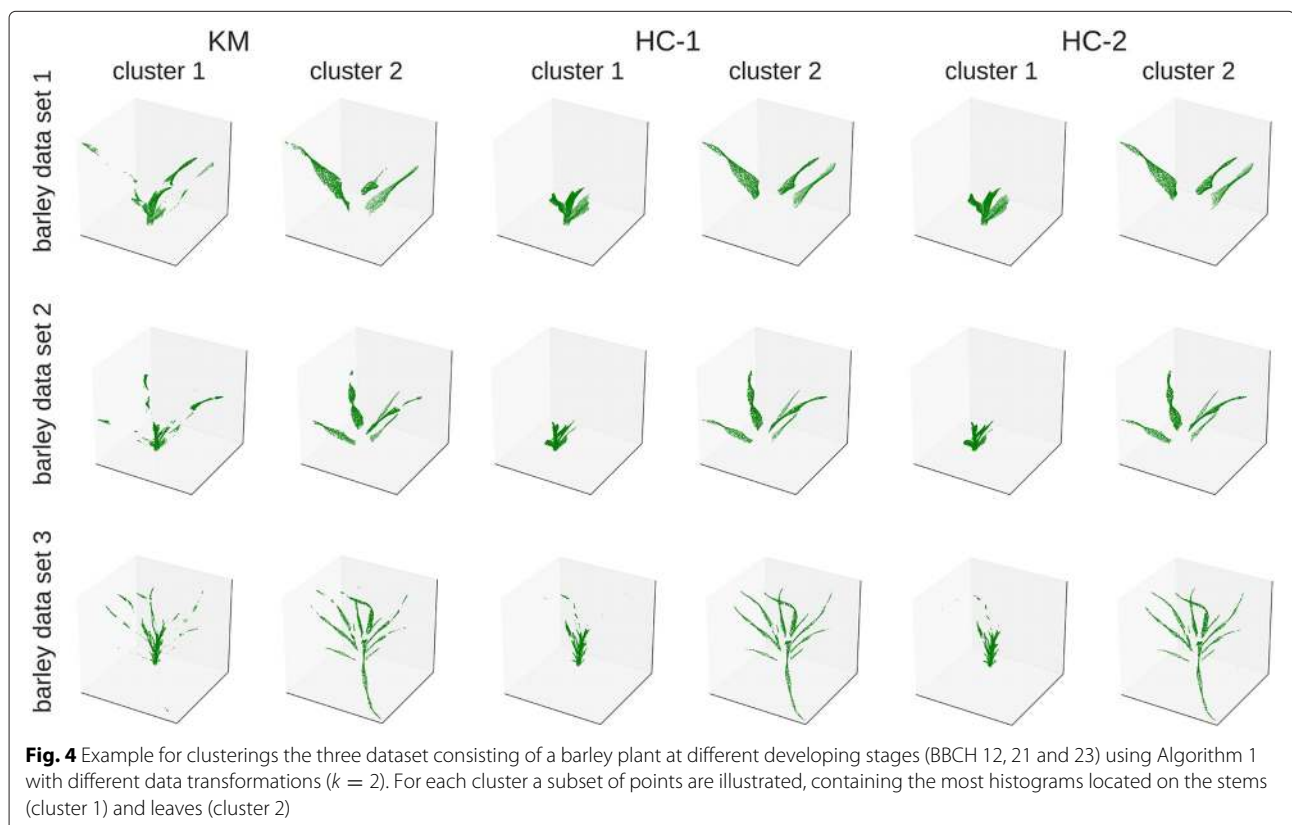 KM HC-1 HC-2
cluster 1 cluster 2 cluster 1 cluster 2 cluster 1 cluster 2
barley data set 1
barley data set 2
barley data set 3
Fig. 4 Example for clusterings the three dataset consisting of a barley plant at different developing stages (BBCH 12, 21 and 23) using Algorithm 1
with different data transformations (k = 2). For each cluster a subset of points are illustrated, containing the most histograms located on the stems
(cluster 1) and leaves (cluster 2)